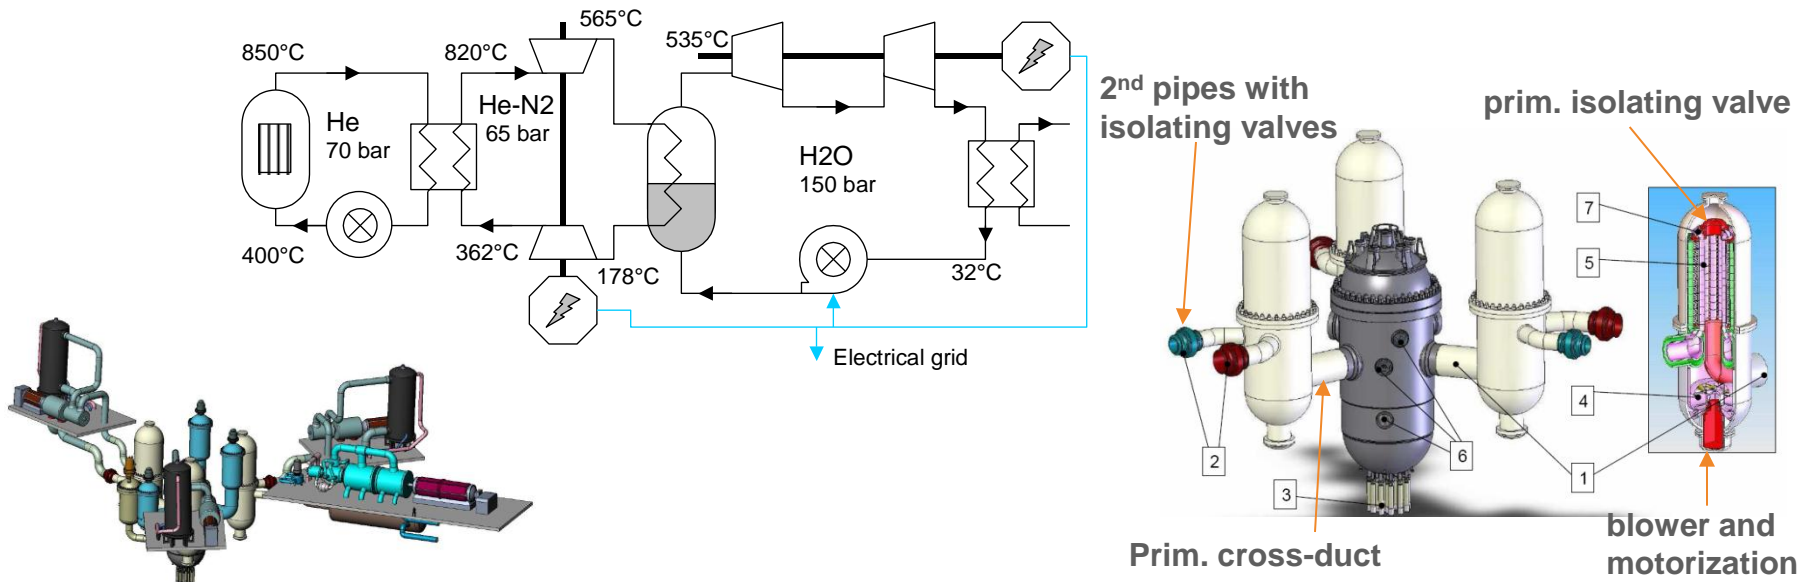 565°C
850°C
820°C
535°C
He
70 bar
He-N2
65 bar
H2O
150 bar
400°C
362°C
178°C
32°C
Electrical grid
2nd pipes with
isolating valves
prim. isolating valve
7
5
4
2
6
1
3
Prim. cross-duct
blower and
motorization